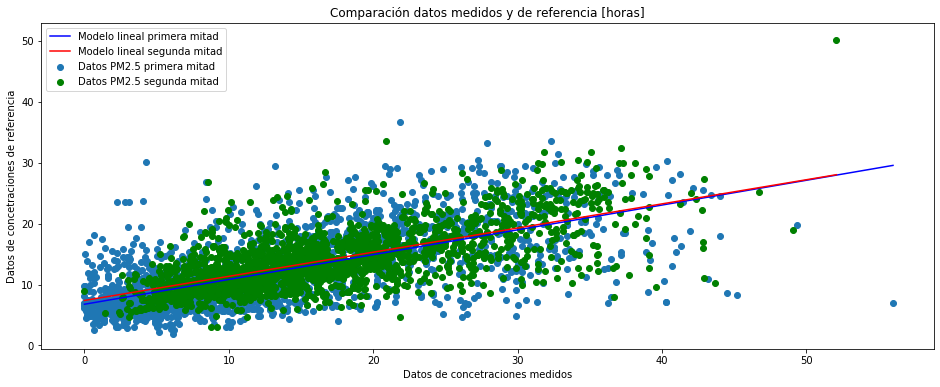 Comparación datos medidos y de referencia [horas]
Modelo lineal primera mitad
Modelo lineal segunda mitad
Datos PM2.5 primera mitad
Datos PM2.5 segunda mitad
Datos de concetraciones de referencia
50
40
30
20
10
0
0 10 20 30 40 50
Datos de concetraciones medidos